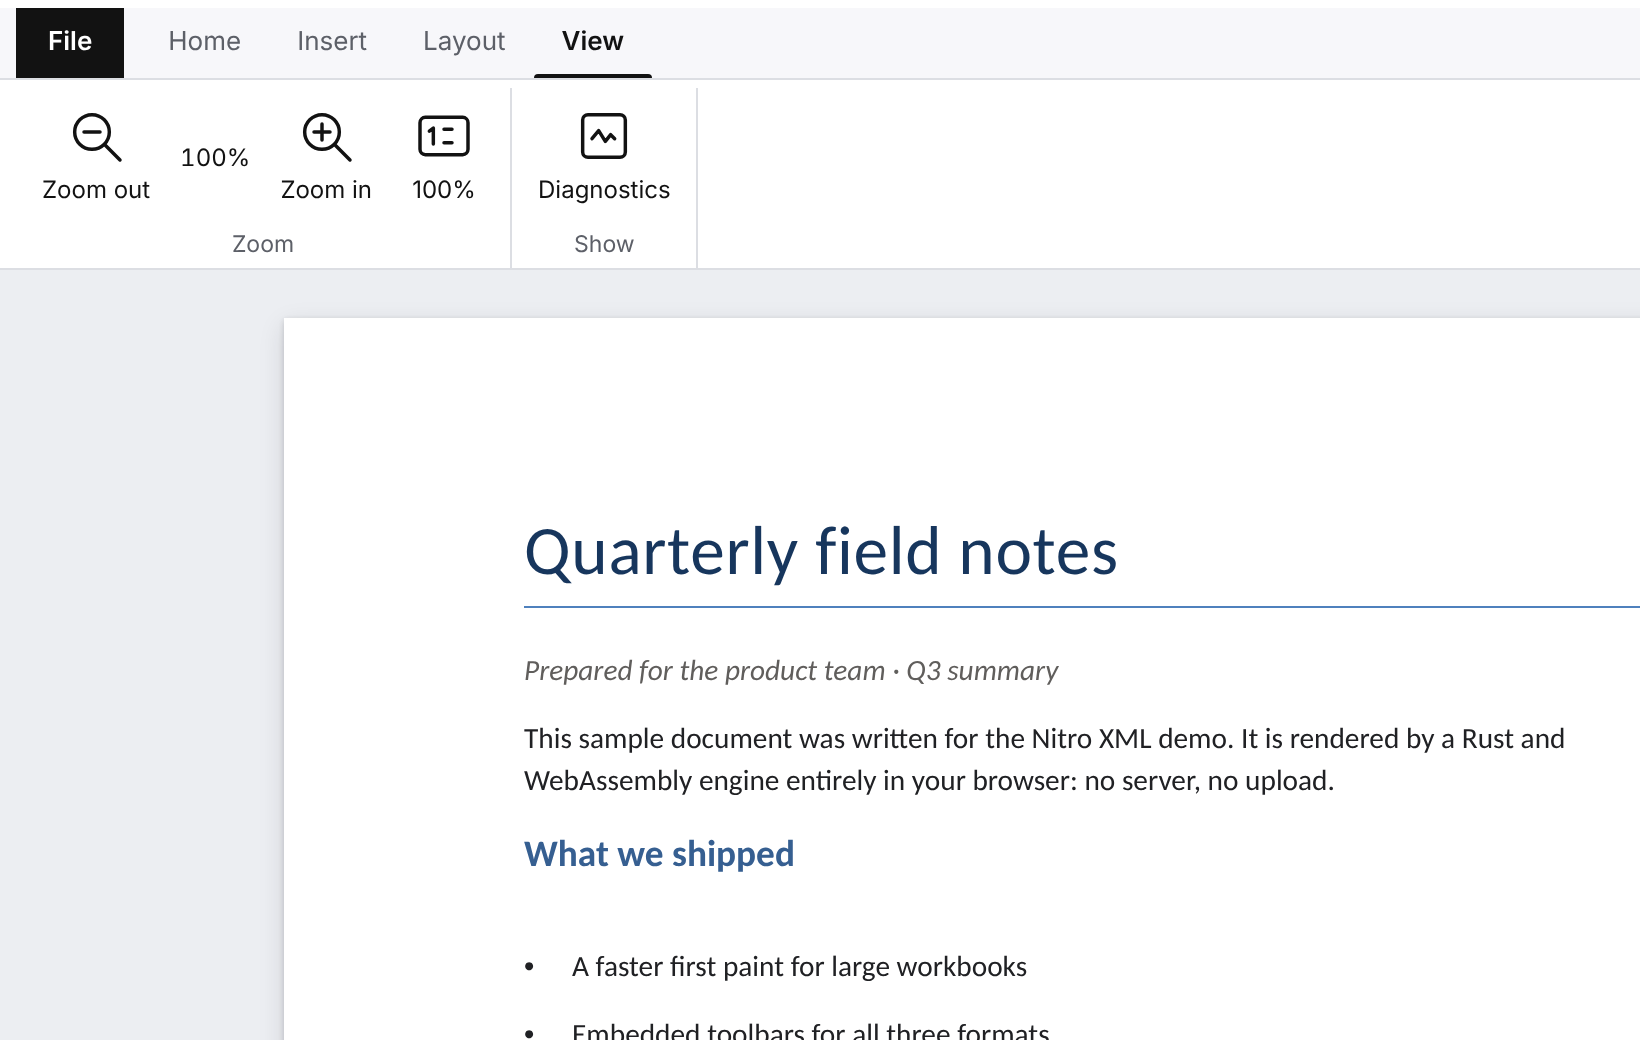 File Home Insert Layout View
100%
Zoom out Zoom in 100% Diagnostics
Zoom Show
Quarterly field notes
Prepared for the product team · Q3 summary
This sample document was written for the Nitro XML demo. It is rendered by a Rust and
WebAssembly engine entirely in your browser: no server, no upload.
What we shipped
• A faster first paint for large workbooks
• Embedded toolbars for all three formats